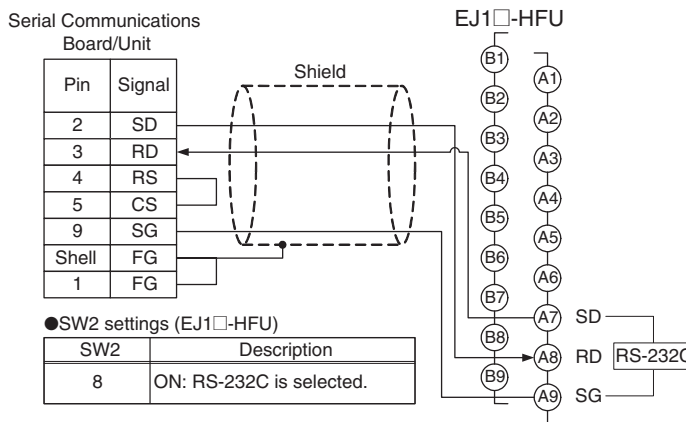 Serial Communications
Board/Unit
EJ1□-HFU
Pin Signal
2 SD
3 RD
4 RS
5 CS
9 SG
Shell FG
1 FG
Shield
B1
B2
B3
B4
B5
B6
B7
B8
B9
A1
A2
A3
A4
A5
A6
A7 SD
A8 RD
A9 SG
RS-232C
●SW2 settings (EJ1□-HFU)
SW2 Description
8 ON: RS-232C is selected.